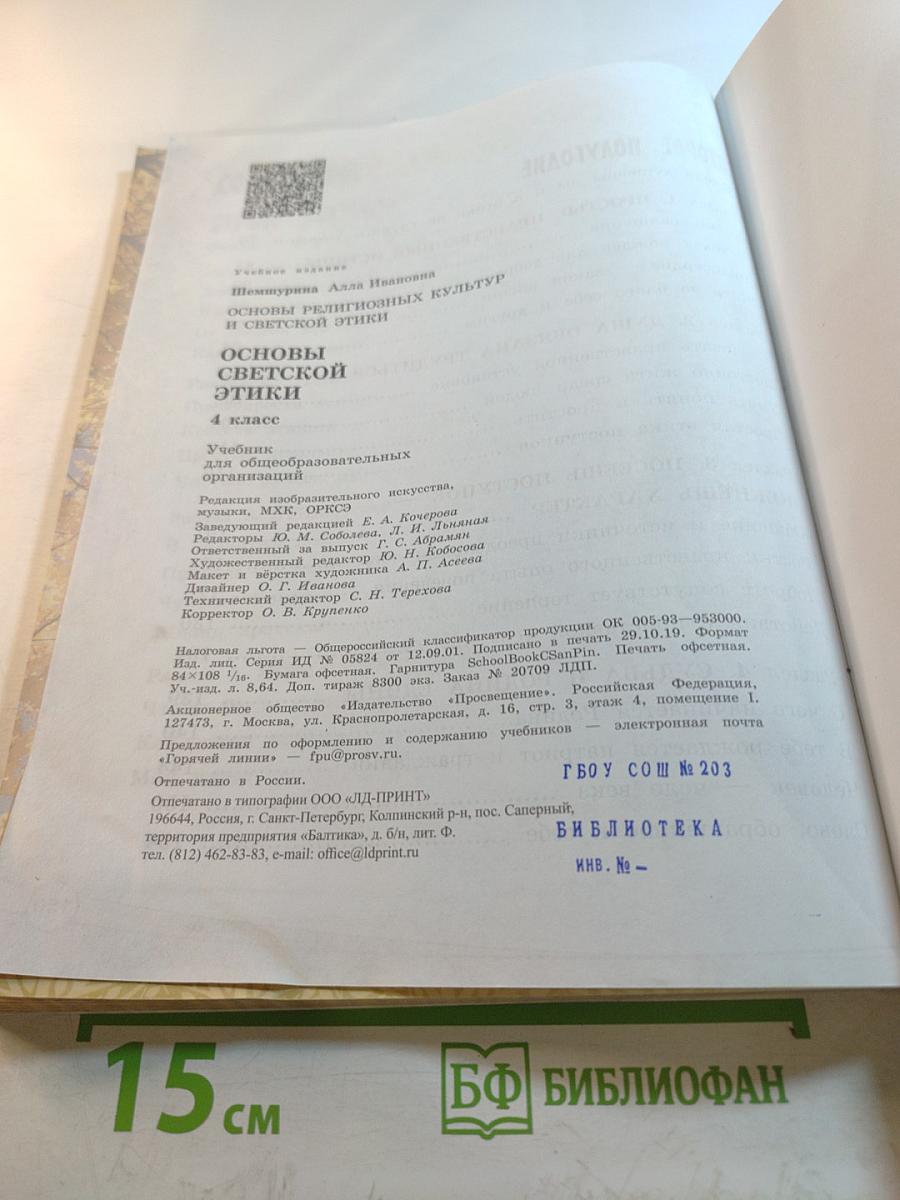 Учебное издание
Шемшурина Алла Ивановна
ОСНОВЫ РЕЛИГИОЗНЫХ КУЛЬТУР
И СВЕТСКОЙ ЭТИКИ
ОСНОВЫ
СВЕТСКОЙ
ЭТИКИ
4 класс
Учебник
для общеобразовательных
организаций
Редакция изобразительного искусства,
музыки, МХК, ОРКСЭ
Заведующий редакцией Е. А. Кочерова
Редакторы Ю. М. Соболева, Л. И. Льняная
Ответственный за выпуск Г. С. Абрамян
Художественный редактор Ю. Н. Кобосова
Макет и вёрстка художника А. П. Асеева
Дизайнер О. Г. Иванова
Технический редактор С. Н. Терехова
Корректор О. В. Крупенко
Налоговая льгота — Общероссийский классификатор продукции ОК 005-93—953000.
Изд. лиц. Серия ИД № 05824 от 12.09.01. Подписано в печать 29.10.19. Формат
84×108 1/16. Бумага офсетная. Гарнитура SchoolBookCSanPin. Печать офсетная.
Уч.-изд. л. 8,64. Доп. тираж 8300 экз. Заказ № 20709 ЛДП.
Акционерное общество «Издательство «Просвещение». Российская Федерация,
127473, г. Москва, ул. Краснопролетарская, д. 16, стр. 3, этаж 4, помещение I.
Предложения по оформлению и содержанию учебников — электронная почта
«Горячей линии» — fpu@prosv.ru.
Отпечатано в России.
Отпечатано в типографии ООО «ЛД-ПРИНТ»
196644, Россия, г. Санкт-Петербург, Колпинский р-н, пос. Саперный,
территория предприятия «Балтика», д. б/н, лит. Ф.
тел. (812) 462-83-83, e-mail: office@ldprint.ru
ГБОУ СОШ №203
БИБЛИОТЕКА
ИНВ. № —
15 см
БФ БИБЛИОФАН